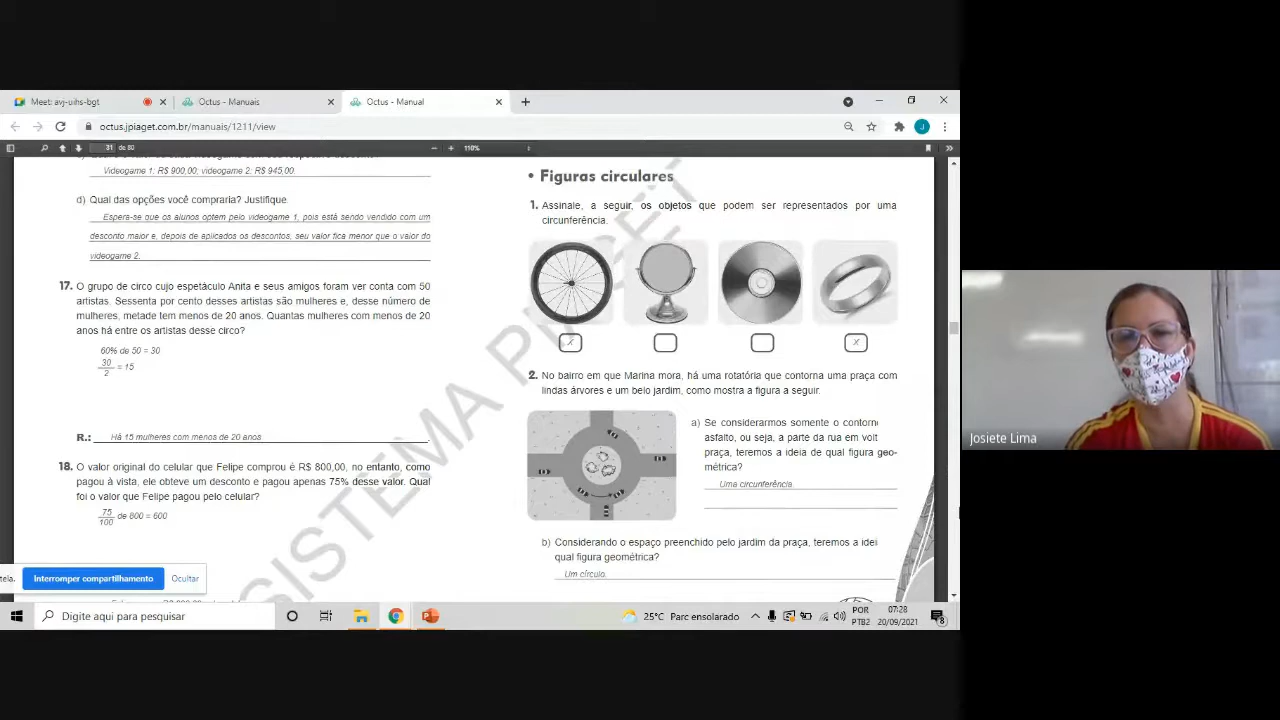 Meet: avj-uihs-bgt
Octus - Manuais
Octus - Manual
octus.jpiaget.com.br/manuais/1211/view
31 de 80
110%
Videogame 1: R$ 900,00; videogame 2: R$ 945,00.
d) Qual das opções você compraria? Justifique.
Espera-se que os alunos optem pelo videogame 1, pois está sendo vendido com um
desconto maior e, depois de aplicados os descontos, seu valor fica menor que o valor do
videogame 2.
17. O grupo de circo cujo espetáculo Anita e seus amigos foram ver conta com 50
artistas. Sessenta por cento desses artistas são mulheres e, desse número de
mulheres, metade tem menos de 20 anos. Quantas mulheres com menos de 20
anos há entre os artistas desse circo?
60% de 50 = 30
30
2
= 15
R.: Há 15 mulheres com menos de 20 anos.
18. O valor original do celular que Felipe comprou é R$ 800,00, no entanto, como
pagou à vista, ele obteve um desconto e pagou apenas 75% desse valor. Qual
foi o valor que Felipe pagou pelo celular?
75
100
de 800 = 600
• Figuras circulares
1. Assinale, a seguir, os objetos que podem ser representados por uma
circunferência.
X
X
2. No bairro em que Marina mora, há uma rotatória que contorna uma praça com
lindas árvores e um belo jardim, como mostra a figura a seguir.
a) Se considerarmos somente o contorn
asfalto, ou seja, a parte da rua em volt
praça, teremos a ideia de qual figura geo-
métrica?
Uma circunferência.
b) Considerando o espaço preenchido pelo jardim da praça, teremos a idei
qual figura geométrica?
Um círculo.
SISTEMA PIAGET
tela.
Interromper compartilhamento
Ocultar
Digite aqui para pesquisar
25°C Parc ensolarado
POR
PTB2
07:28
20/09/2021
8
Josiete Lima